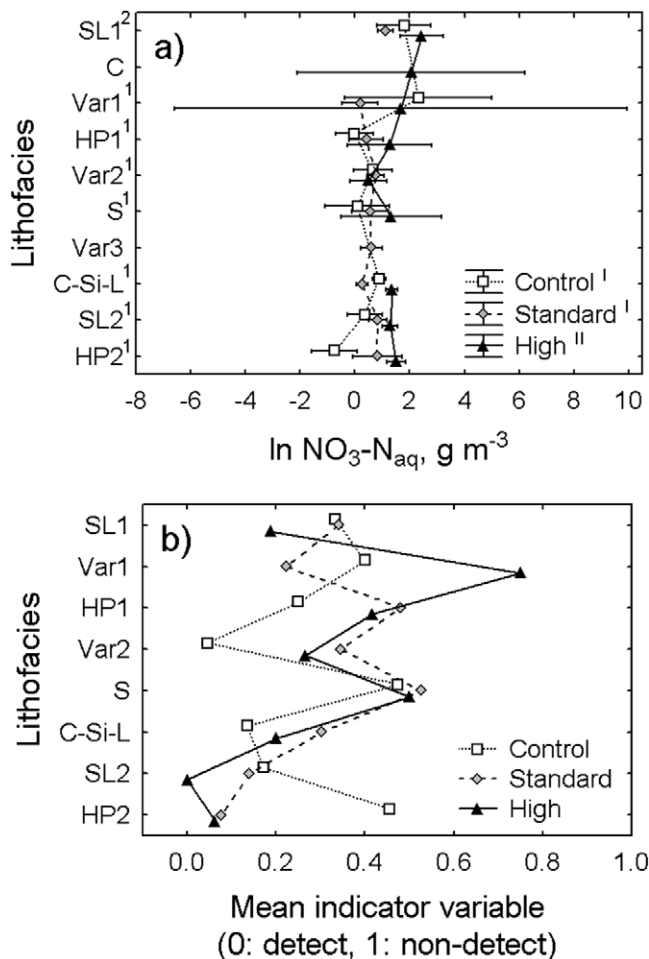 a)
Lithofacies
SL1²
C
Var1¹
HP1¹
Var2¹
S¹
Var3
C-Si-L¹
SL2¹
HP2¹
Control ᴵ
Standard ᴵ
High ᴵᴵ
-8 -6 -4 -2 0 2 4 6 8 10
ln NO₃-Nₐq, g m⁻³
b)
Lithofacies
SL1
Var1
HP1
Var2
S
C-Si-L
SL2
HP2
Control
Standard
High
0.0 0.2 0.4 0.6 0.8 1.0
Mean indicator variable
(0: detect, 1: non-detect)